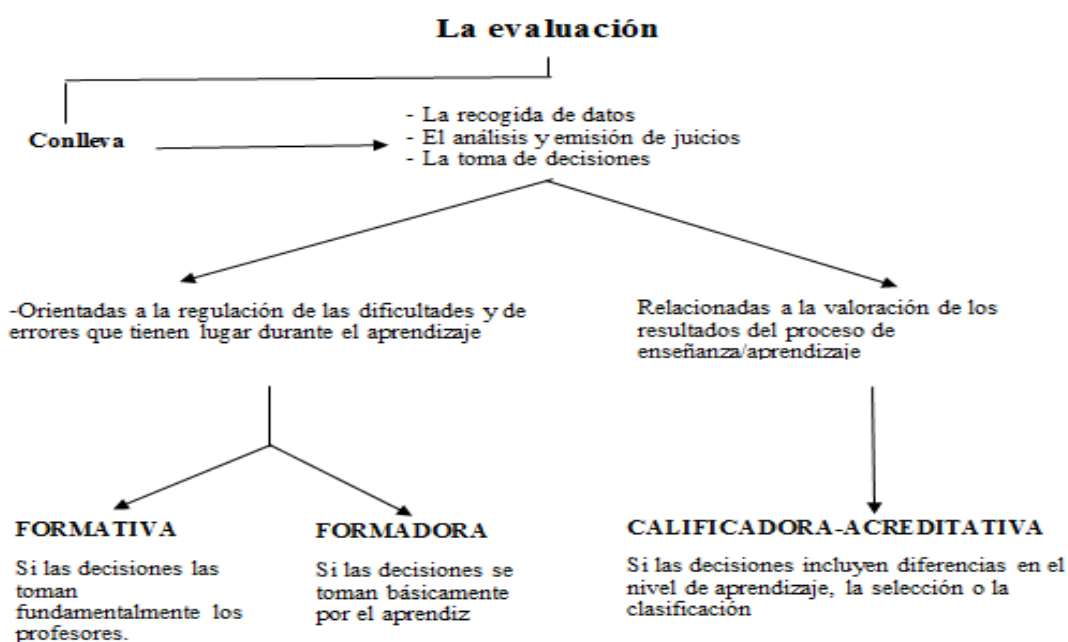 La evaluación
Conlleva
- La recogida de datos
- El análisis y emisión de juicios
- La toma de decisiones
-Orientadas a la regulación de las dificultades y de
errores que tienen lugar durante el aprendizaje
Relacionadas a la valoración de los
resultados del proceso de
enseñanza/aprendizaje
FORMATIVA
Si las decisiones las
toman
fundamentalmente los
profesores.
FORMADORA
Si las decisiones se
toman básicamente
por el aprendiz
CALIFICADORA-ACREDITATIVA
Si las decisiones incluyen diferencias en el
nivel de aprendizaje, la selección o la
clasificación